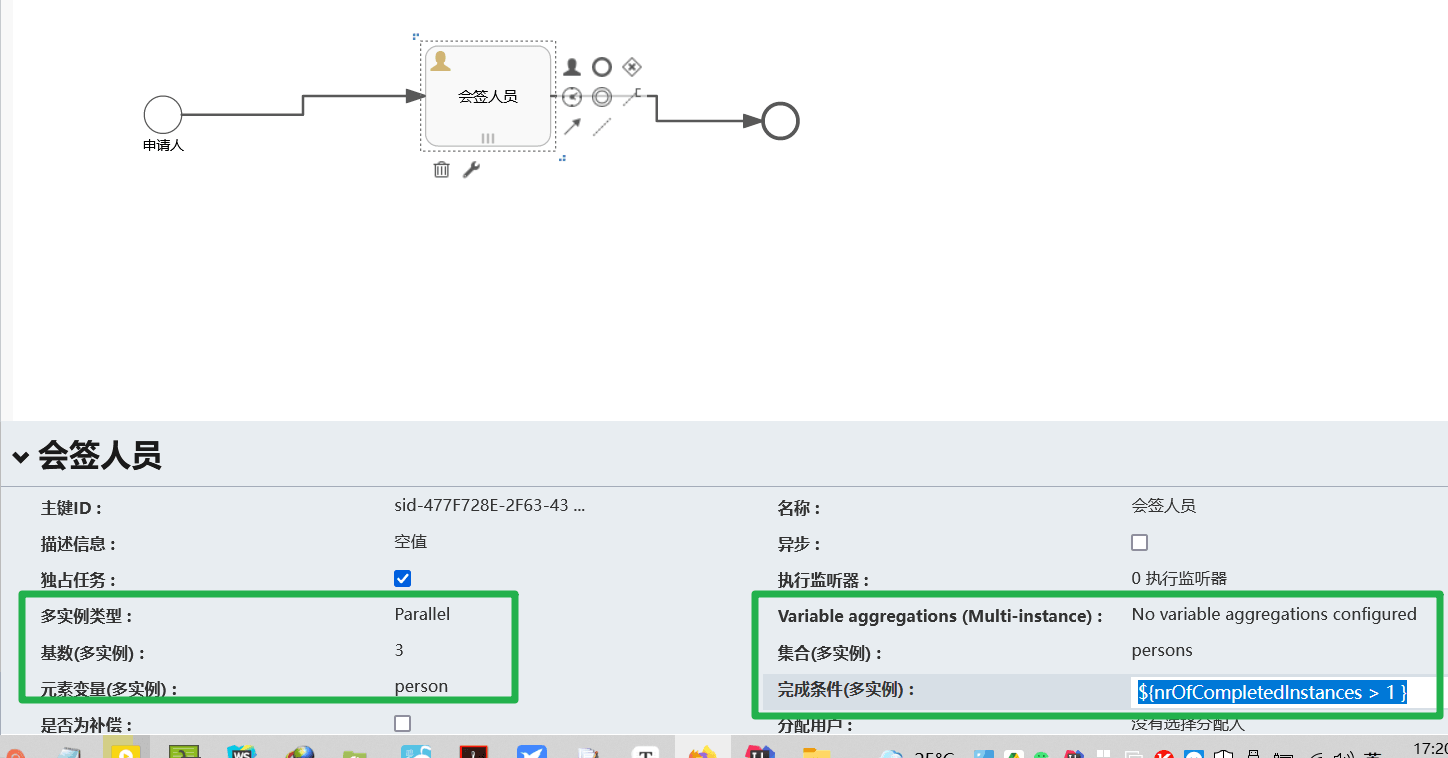 会签人员
申请人
会签人员
主键ID：
sid-477F728E-2F63-43 ...
名称：
会签人员
描述信息：
空值
异步：
独占任务：
执行监听器：
0 执行监听器
多实例类型：
Parallel
Variable aggregations (Multi-instance)：
No variable aggregations configured
基数(多实例)：
3
集合(多实例)：
persons
元素变量(多实例)：
person
完成条件(多实例)：
${nrOfCompletedInstances > 1 }
是否为补偿：
分配用户：
没有选择分配人
WS
T
25°C
17:20